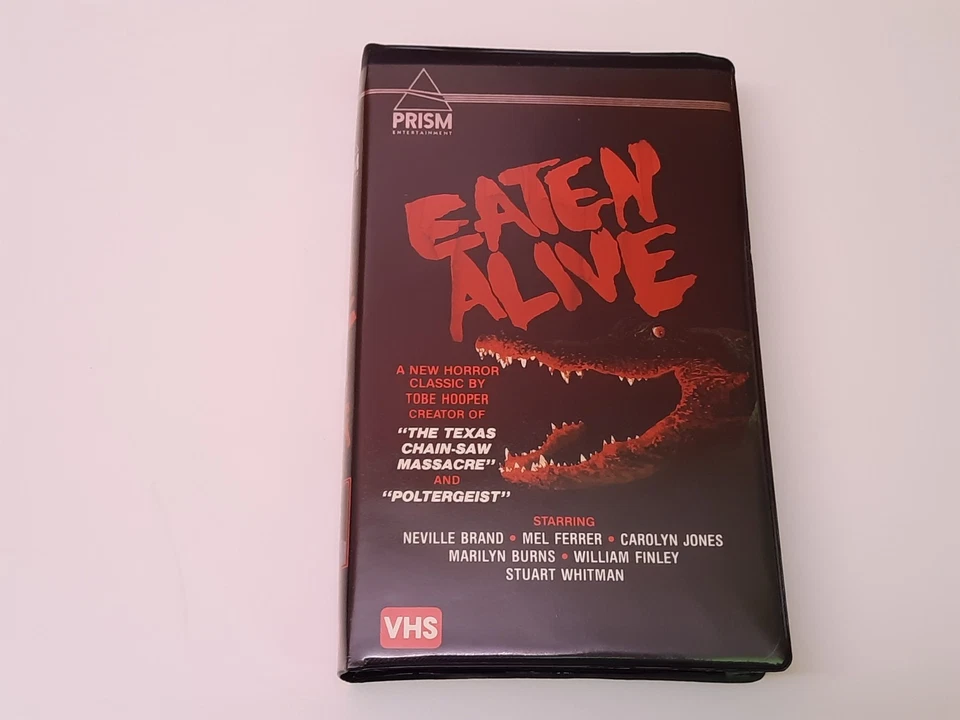 PRISM
ENTERTAINMENT
EATEN
ALIVE
A NEW HORROR
CLASSIC BY
TOBE HOOPER
CREATOR OF
"THE TEXAS
CHAIN-SAW
MASSACRE"
AND
"POLTERGEIST"
STARRING
NEVILLE BRAND • MEL FERRER • CAROLYN JONES
MARILYN BURNS • WILLIAM FINLEY
STUART WHITMAN
VHS